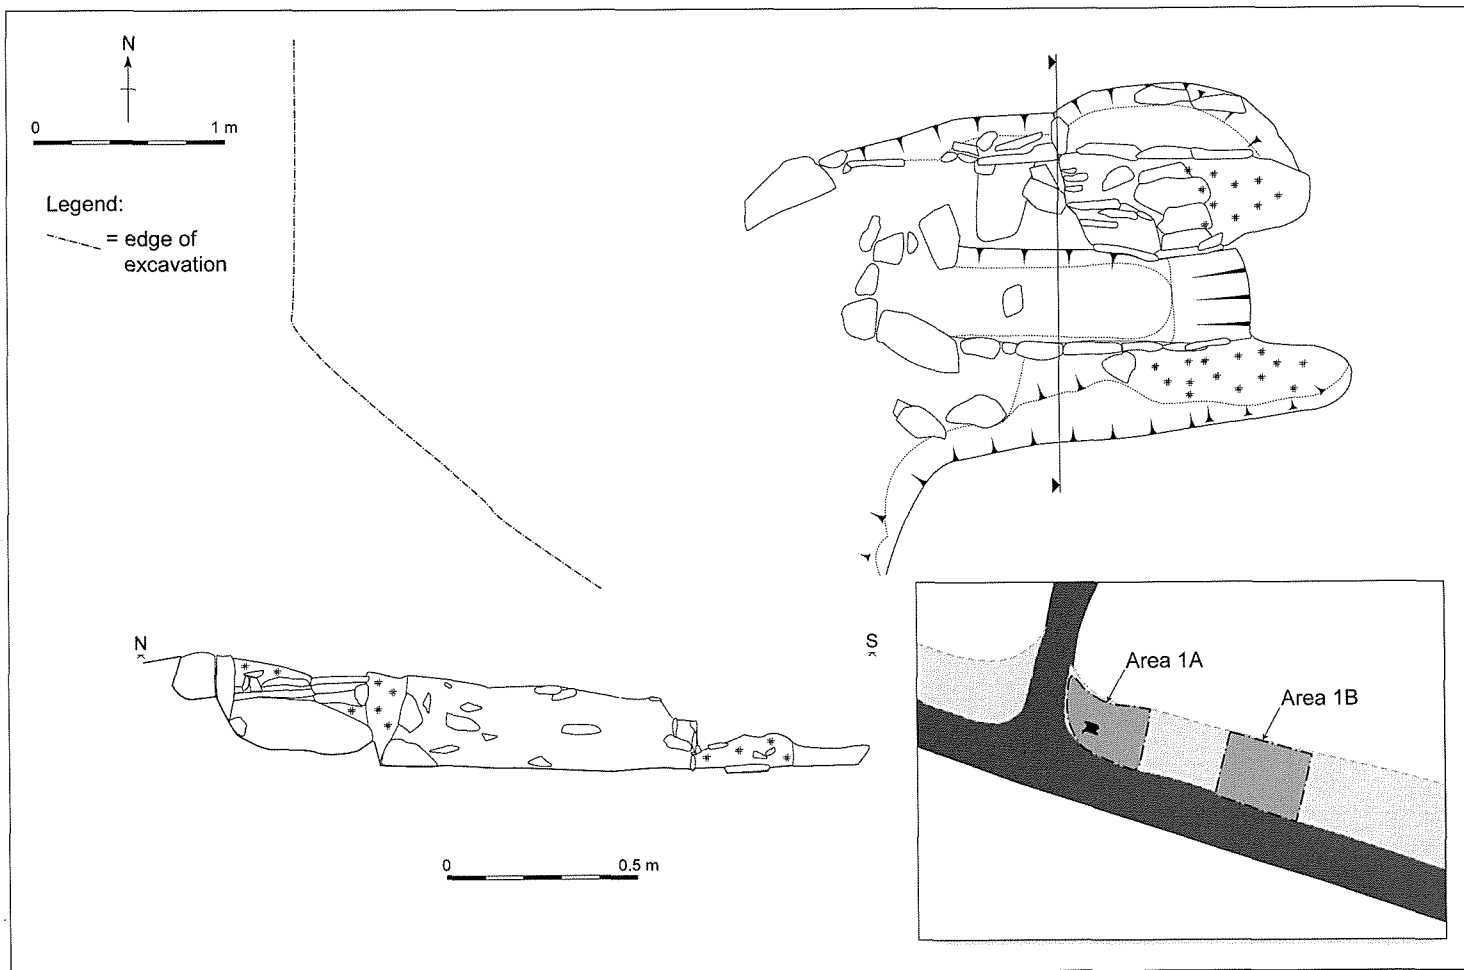 N
0 1 m
Legend:
= edge of
excavation
N S
0 0.5 m
Area 1A
Area 1B